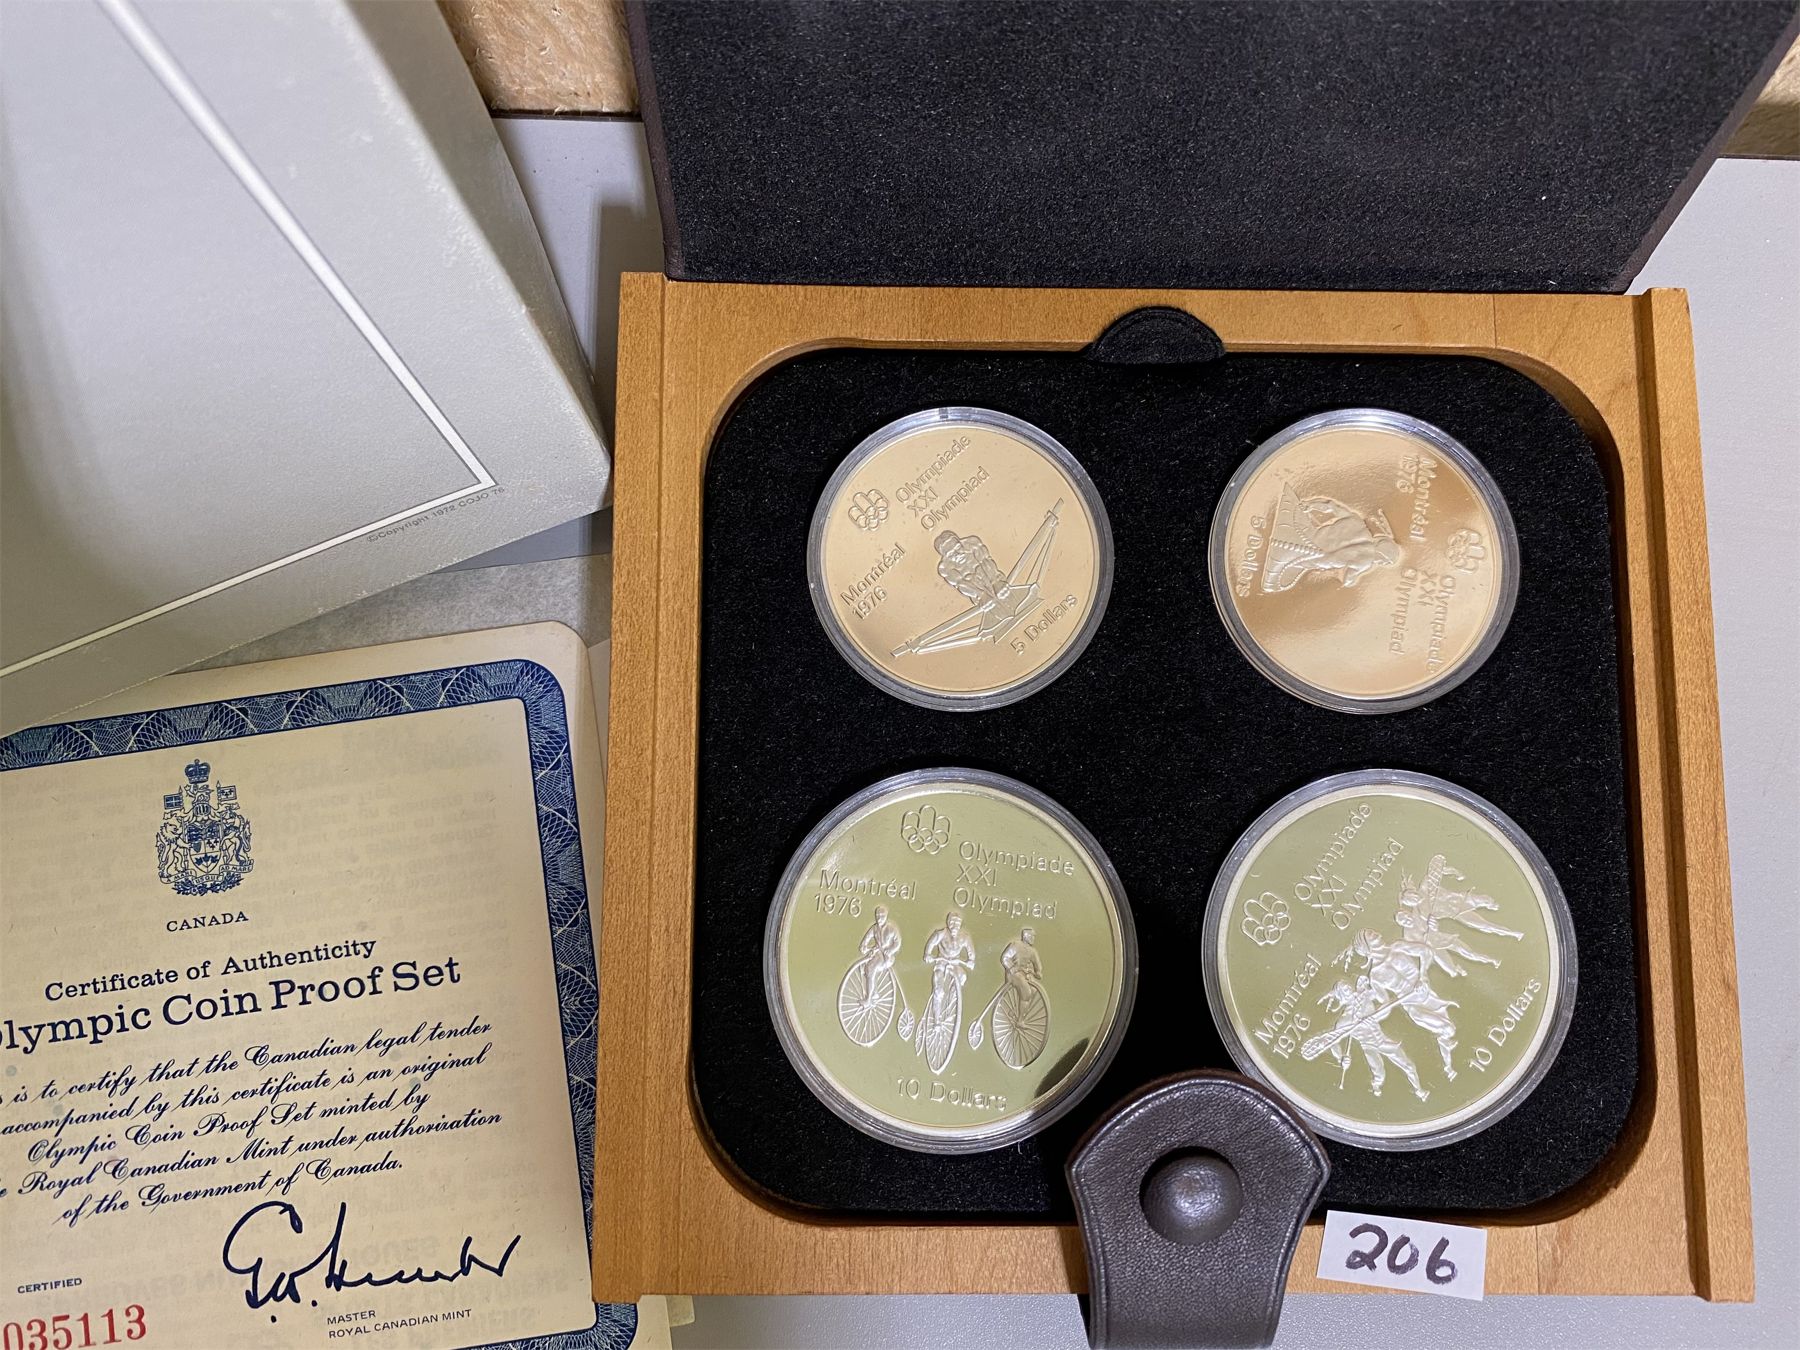 ©Copyright 1972 COJO 76
CANADA
Certificate of Authenticity
lympic Coin Proof Set
is to certify that the Canadian legal tender
accompanied by this certificate is an original
Olympic Coin Proof Set minted by
Royal Canadian Mint under authorization
of the Government of Canada.
CERTIFIED
035113
MASTER
ROYAL CANADIAN MINT
Olympiade
XXI
Olympiad
Montréal
1976
5 Dollars
Montréal
1976
Olympiade
XXI
Olympiad
5 Dollars
Olympiade
XXI
Olympiad
Montréal
1976
10 Dollars
Olympiade
XXI
Olympiad
Montréal
1976
10 Dollars
206